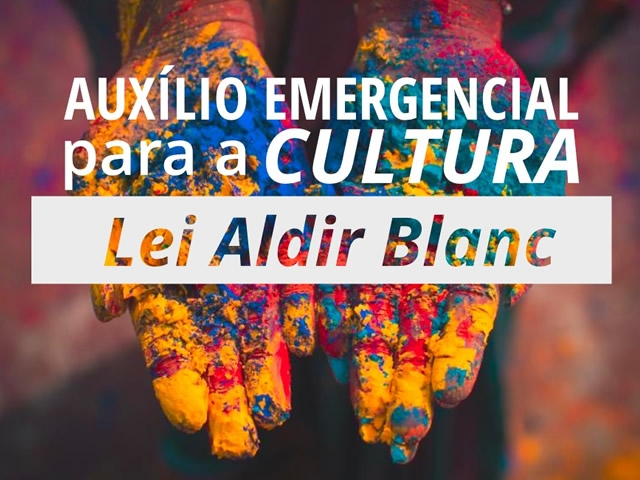 AUXÍLIO EMERGENCIAL
para a CULTURA
Lei Aldir Blanc